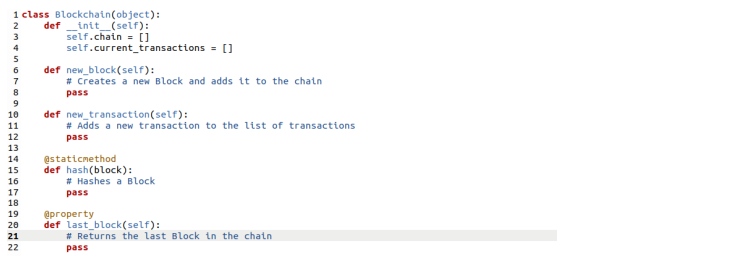 1 class Blockchain(object):
2     def __init__(self):
3         self.chain = []
4         self.current_transactions = []
5
6     def new_block(self):
7         # Creates a new Block and adds it to the chain
8         pass
9
10     def new_transaction(self):
11         # Adds a new transaction to the list of transactions
12         pass
13
14     @staticmethod
15     def hash(block):
16         # Hashes a Block
17         pass
18
19     @property
20     def last_block(self):
21         # Returns the last Block in the chain
22         pass